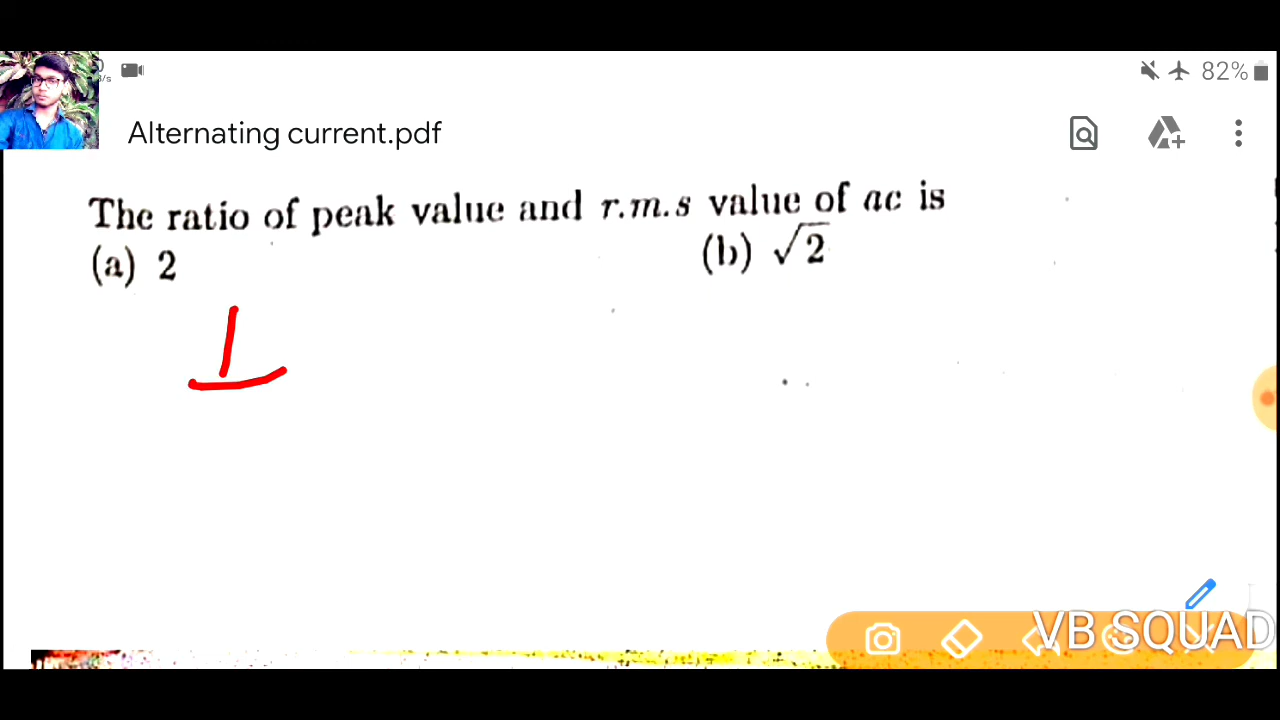 82%
Alternating current.pdf
The ratio of peak value and r.m.s value of ac is
(a) 2 (b) √2
VB SQUAD